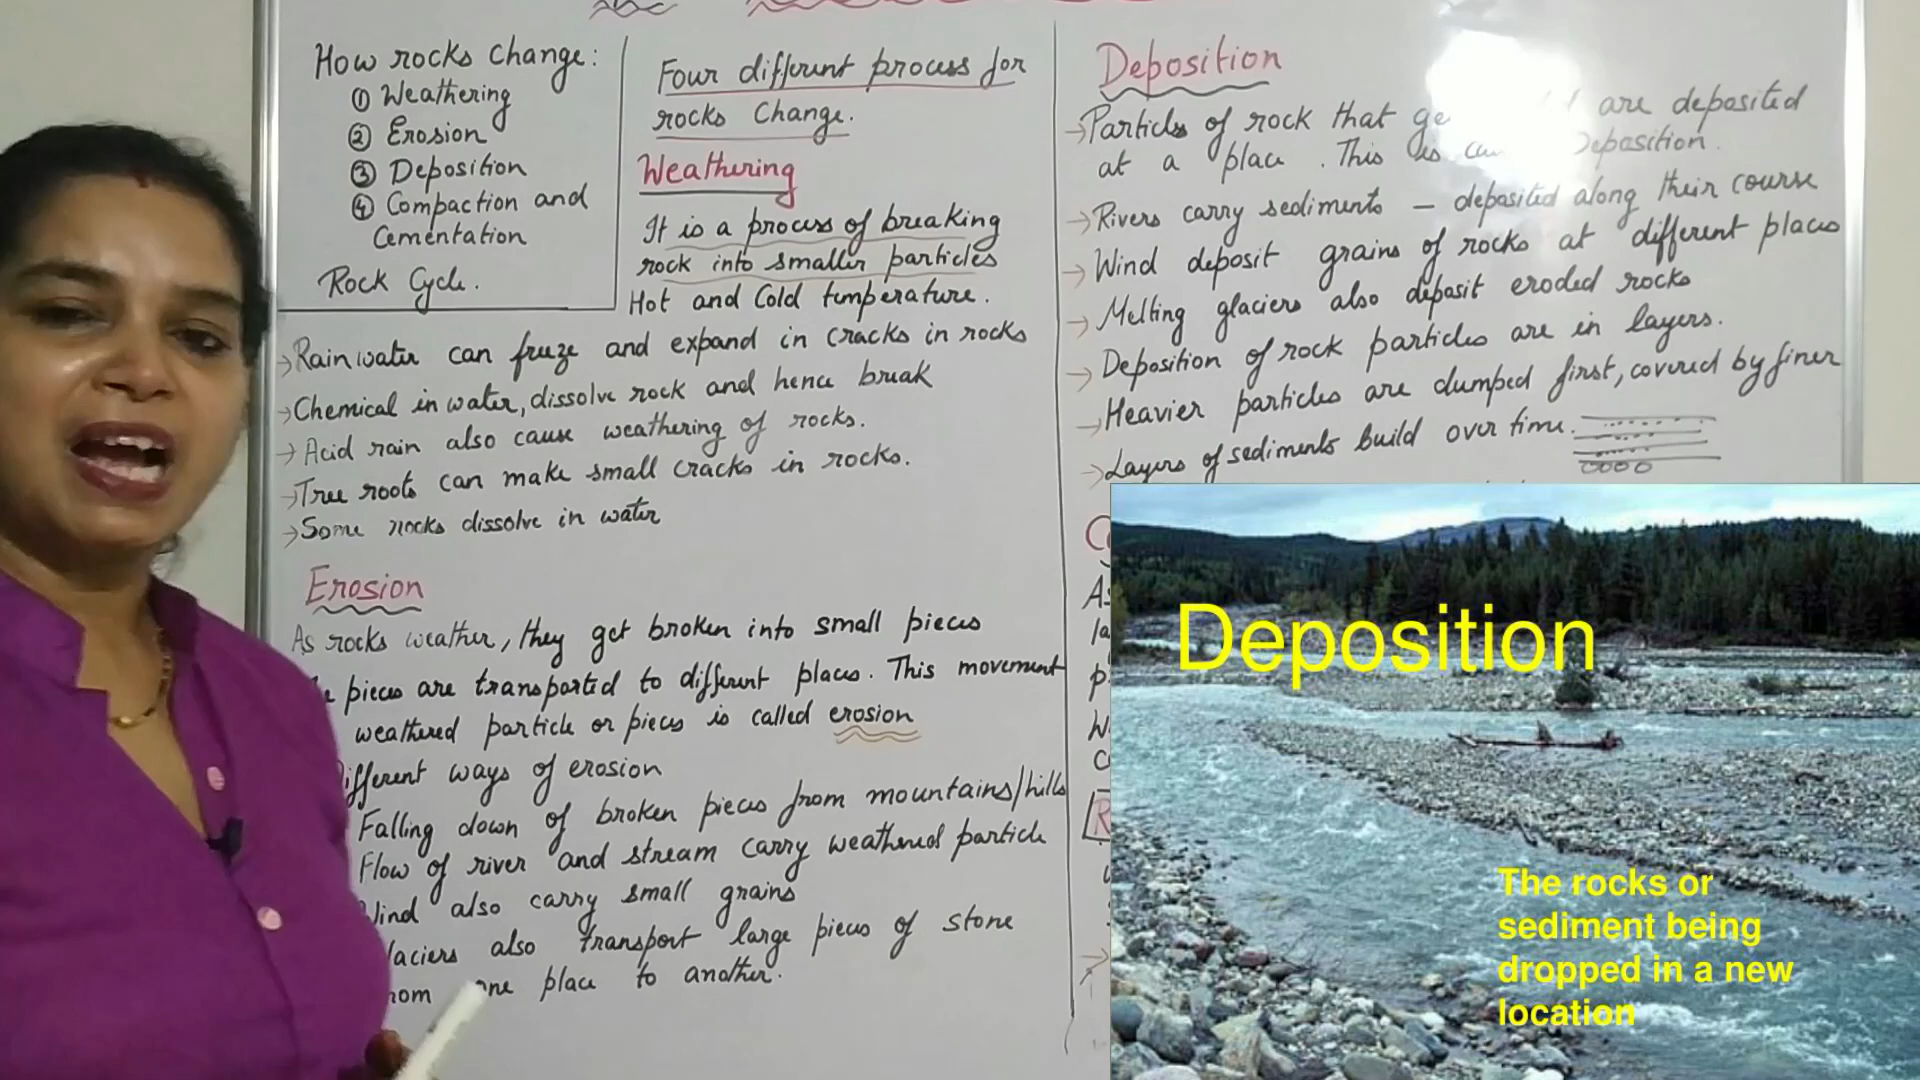 How rocks change:
① Weathering
② Erosion
③ Deposition
④ Compaction and
Cementation
Rock Cycle.
Four different process for
rocks Change.
Weathering
It is a process of breaking
rock into smaller particles
Hot and Cold temperature.
→Rain water can freeze and expand in cracks in rocks
→Chemical in water, dissolve rock and hence break
→Acid rain also cause weathering of rocks.
→Tree roots can make small cracks in rocks.
→Some rocks dissolve in water
Erosion
As rocks weather, they get broken into small pieces
pieces are transported to different places. This movement
weathered particle or pieces is called erosion
ifferent ways of erosion
Falling down of broken pieces from mountains/hills
Flow of river and stream carry weathered particle
Wind also carry small grains
laciers also transport large pieces of stone
rom one place to another.
Deposition
→Particles of rock that ge are deposited
at a place. This is Deposition.
→Rivers carry sediments – deposited along their course
→Wind deposit grains of rocks at different places
→Melting glaciers also deposit eroded rocks
→Deposition of rock particles are in layers.
→Heavier particles are dumped first, covered by finer
→Layers of sediments build over time.
As
la
Deposition
The rocks or
sediment being
dropped in a new
location